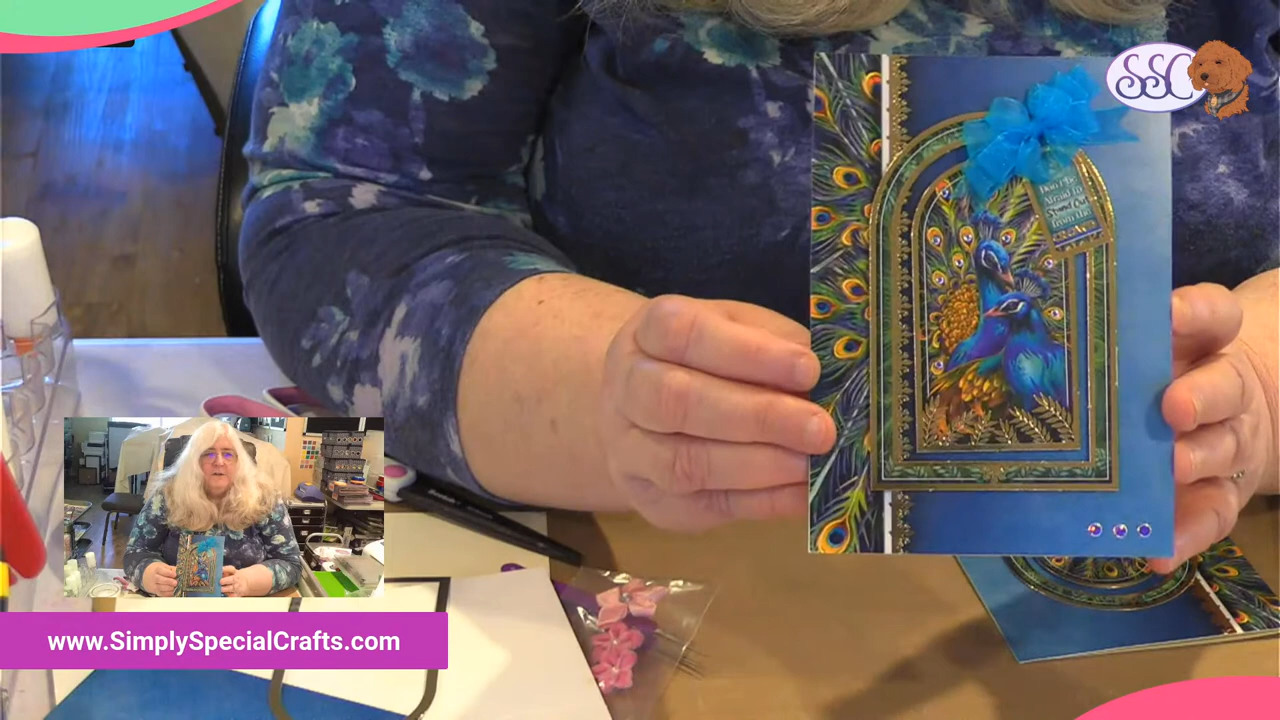 SSC
Don't be
Afraid to
Stand Out
from the
www.SimplySpecialCrafts.com